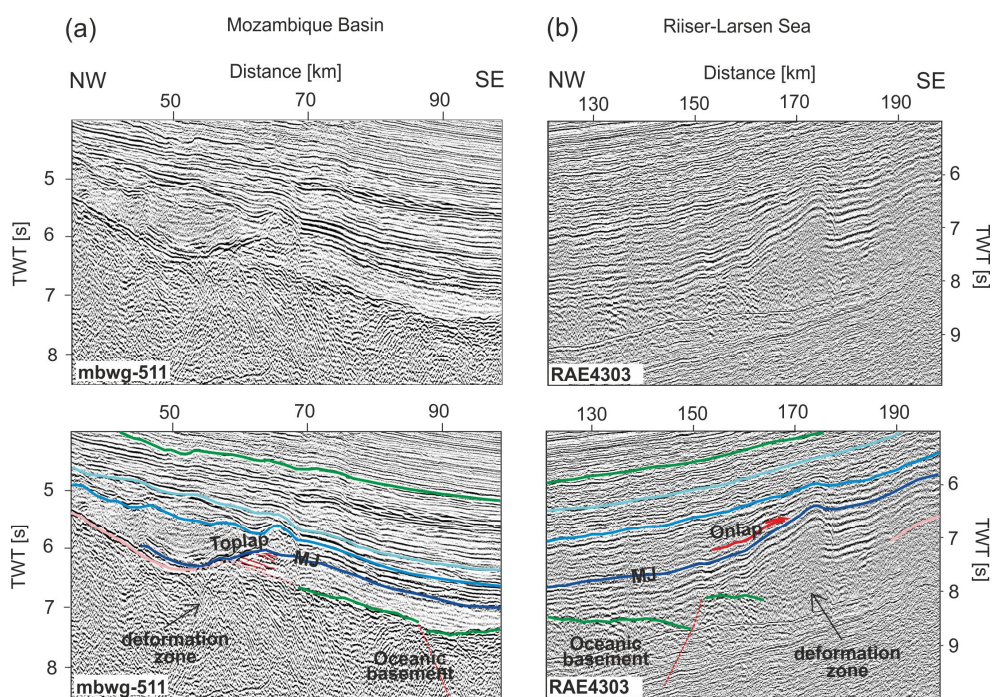 (a) Mozambique Basin
NW Distance [km] SE
50 70 90
TWT [s]
5
6
7
8
mbwg-511
(b) Riiser-Larsen Sea
NW Distance [km] SE
130 150 170 190
6
7
8
9
TWT [s]
RAE4303
50 70 90
TWT [s]
5
6
7
8
Toplap
MJ
deformation
zone
Oceanic
basement
mbwg-511
130 150 170 190
6
7
8
9
TWT [s]
Onlap
MJ
Oceanic
basement
deformation
zone
RAE4303